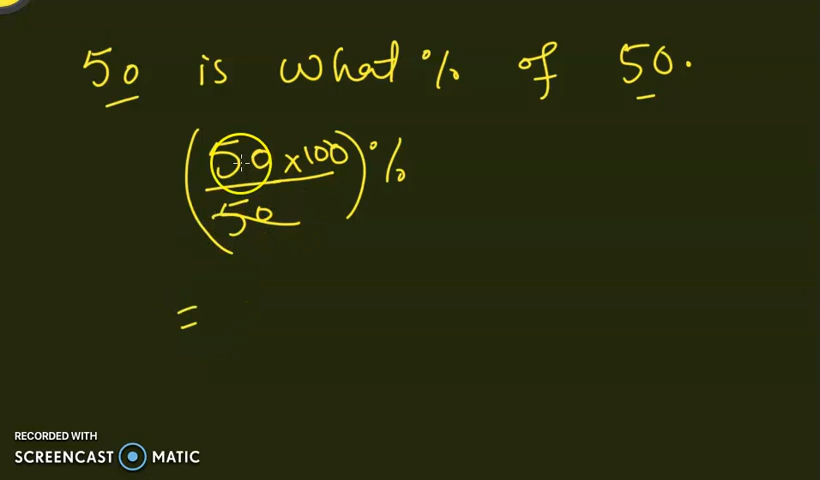 50 is what % of 50.
(50 × 100
50) %
=
RECORDED WITH
SCREENCAST MATIC